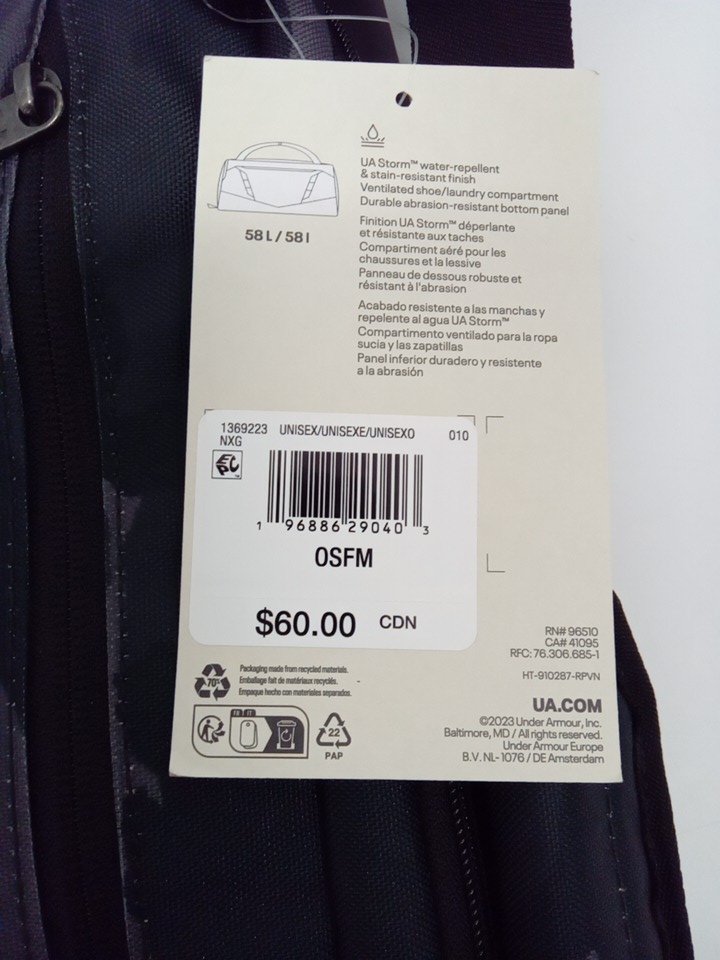 UA Storm™ water-repellent
& stain-resistant finish
Ventilated shoe/laundry compartment
Durable abrasion-resistant bottom panel
58 L / 58 l
Finition UA Storm™ déperlante
et résistante aux taches
Compartiment aéré pour les
chaussures et la lessive
Panneau de dessous robuste et
résistant à l'abrasion
Acabado resistente a las manchas y
repelente al agua UA Storm™
Compartimento ventilado para la ropa
sucia y las zapatillas
Panel inferior duradero y resistente
a la abrasión
1369223 UNISEX/UNISEXE/UNISEXO 010
NXG
EPC™
1 96886 29040 3
OSFM
$60.00 CDN
RN# 96510
CA# 41095
RFC: 76.306.685-1
HT-910287-RPVN
70%
Packaging made from recycled materials.
Emballage fait de matériaux recyclés.
Empaque hecho con materiales separados.
FR IT
22
PAP
UA.COM
©2023 Under Armour, Inc.
Baltimore, MD / All rights reserved.
Under Armour Europe
B.V. NL-1076 / DE Amsterdam